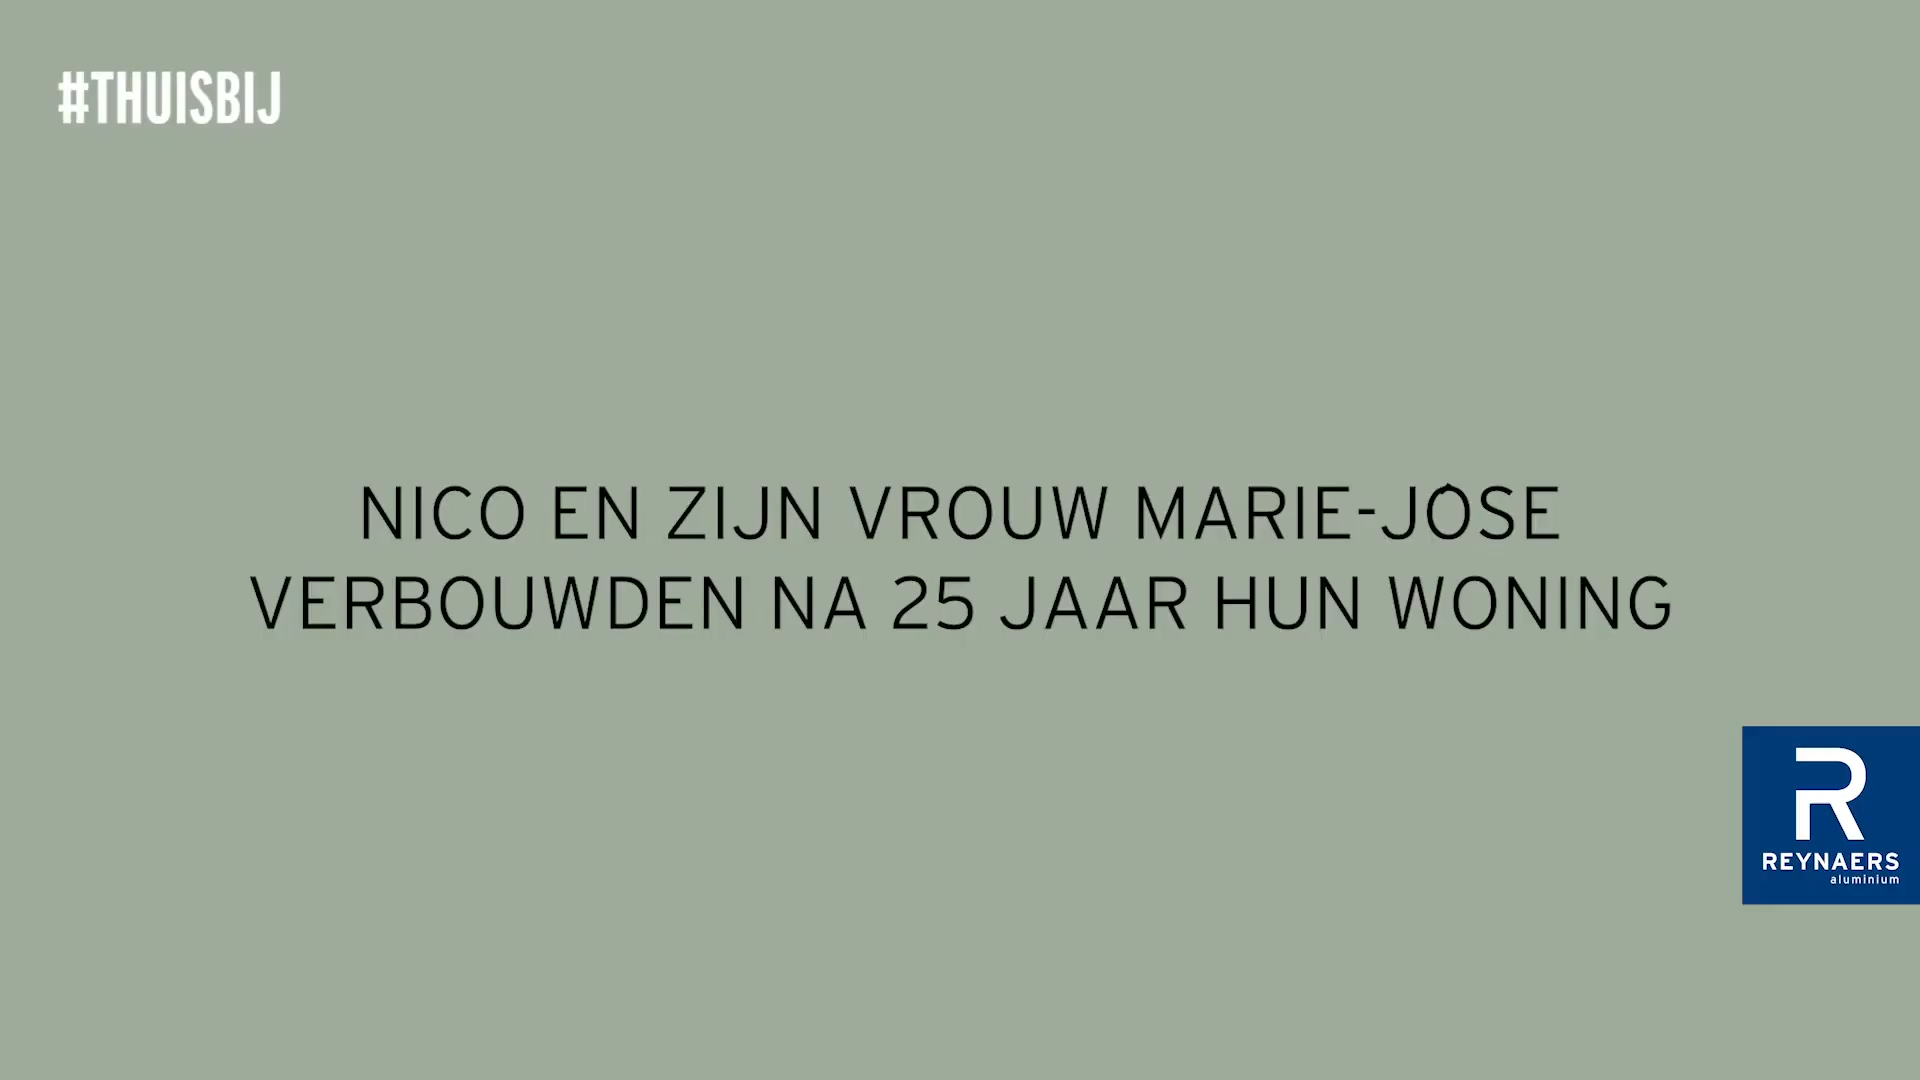 #THUISBIJ
NICO EN ZIJN VROUW MARIE-JOSE
VERBOUWDEN NA 25 JAAR HUN WONING
R
REYNAERS
aluminium